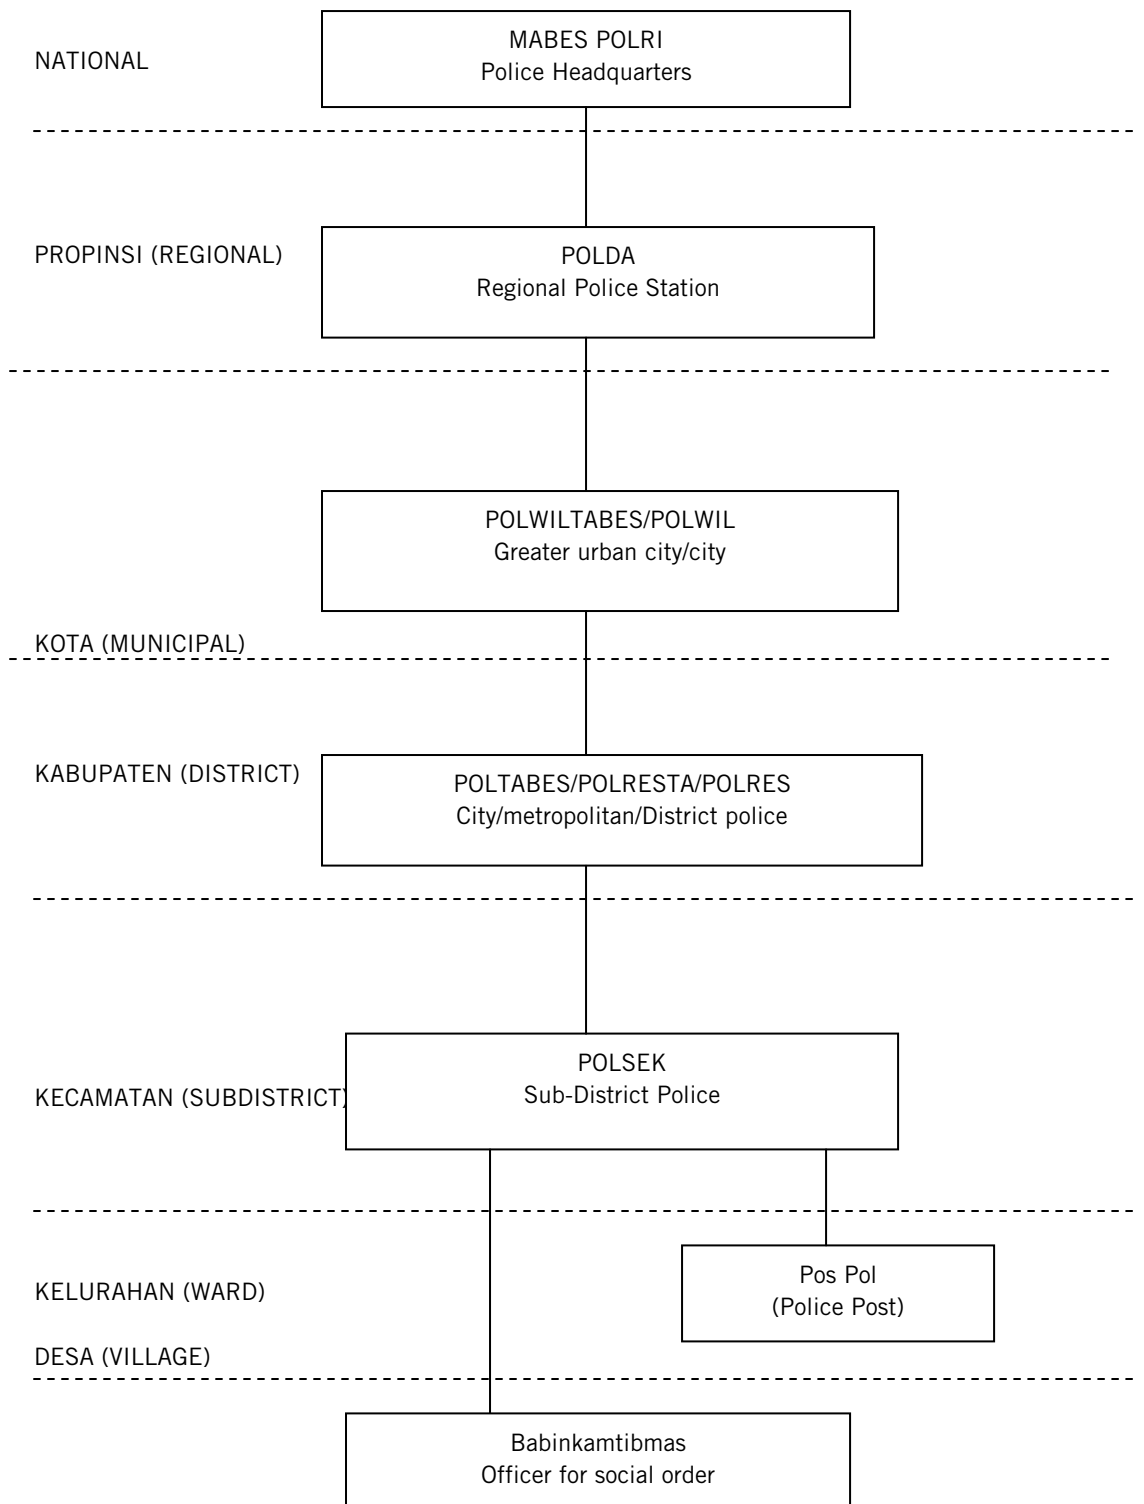 MABES POLRI
Police Headquarters
NATIONAL
PROPINSI (REGIONAL)
POLDA
Regional Police Station
POLWILTABES/POLWIL
Greater urban city/city
KOTA (MUNICIPAL)
KABUPATEN (DISTRICT)
POLTABES/POLRESTA/POLRES
City/metropolitan/District police
POLSEK
Sub-District Police
KECAMATAN (SUBDISTRICT)
Pos Pol
(Police Post)
KELURAHAN (WARD)
DESA (VILLAGE)
Babinkamtibmas
Officer for social order